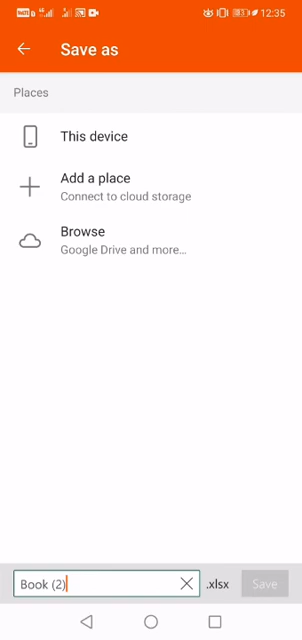 12:35
Save as
Places
This device
Add a place
Connect to cloud storage
Browse
Google Drive and more...
Book (2)
.xlsx
Save